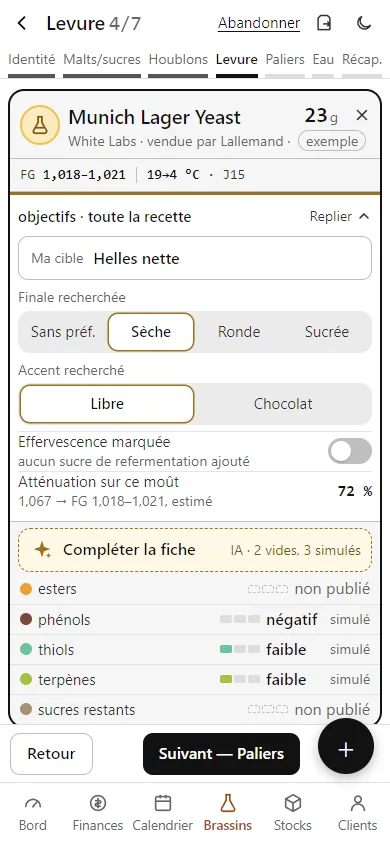 Levure 4/7
Abandonner
Identité Malts/sucres Houblons Levure Paliers Eau Récap.
Munich Lager Yeast 23g
White Labs · vendue par Lallemand · exemple
FG 1,018–1,021 19→4 °C · J15
objectifs · toute la recette Replier
Ma cible Helles nette
Finale recherchée
Sans préf. Sèche Ronde Sucrée
Accent recherché
Libre Chocolat
Effervescence marquée
aucun sucre de refermentation ajouté
Atténuation sur ce moût
1,067 → FG 1,018–1,021, estimé
72 %
Compléter la fiche IA · 2 vides, 3 simulés
esters non publié
phénols négatif simulé
thiols faible simulé
terpènes faible simulé
sucres restants non publié
Retour Suivant — Paliers +
Bord Finances Calendrier Brassins Stocks Clients